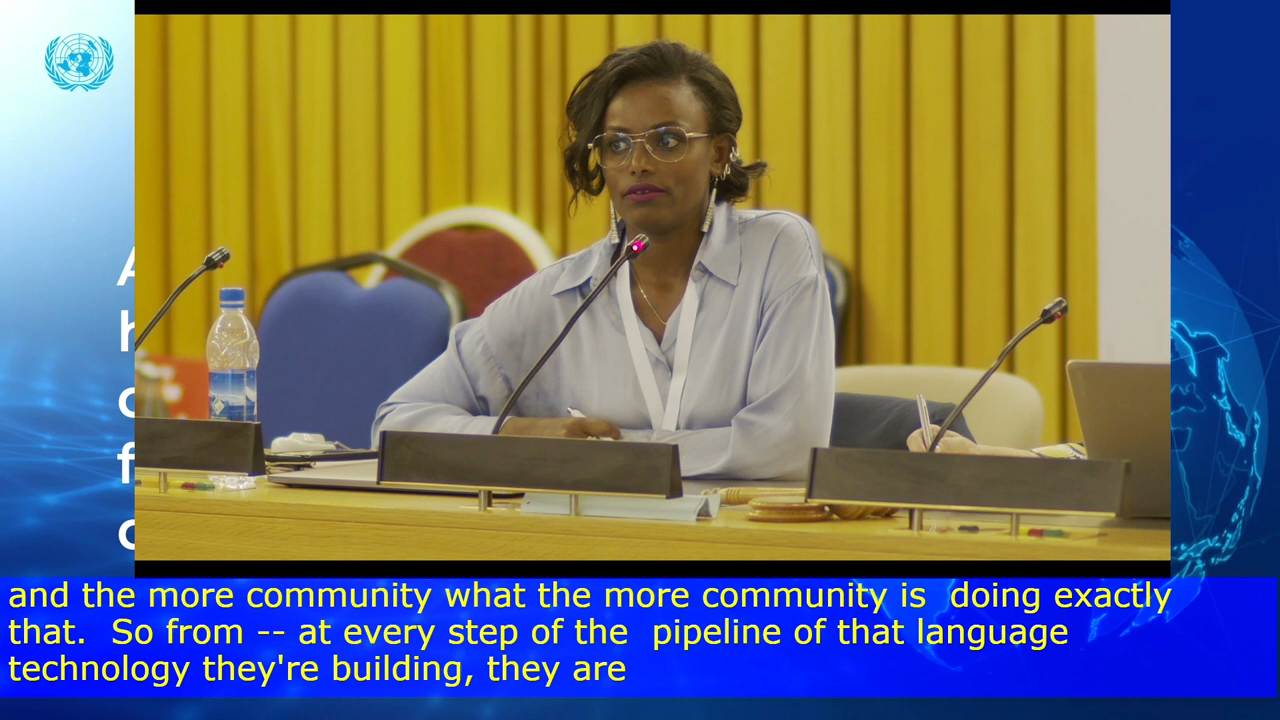 and the more community what the more community is  doing exactly
that.  So from -- at every step of the  pipeline of that language
technology they're building, they are